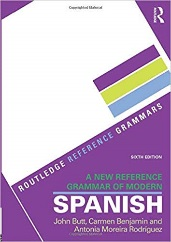 ROUTLEDGE REFERENCE GRAMMARS
SIXTH EDITION
A NEW REFERENCE
GRAMMAR OF MODERN
SPANISH
John Butt, Carmen Benjamin and
Antonia Moreira Rodríguez